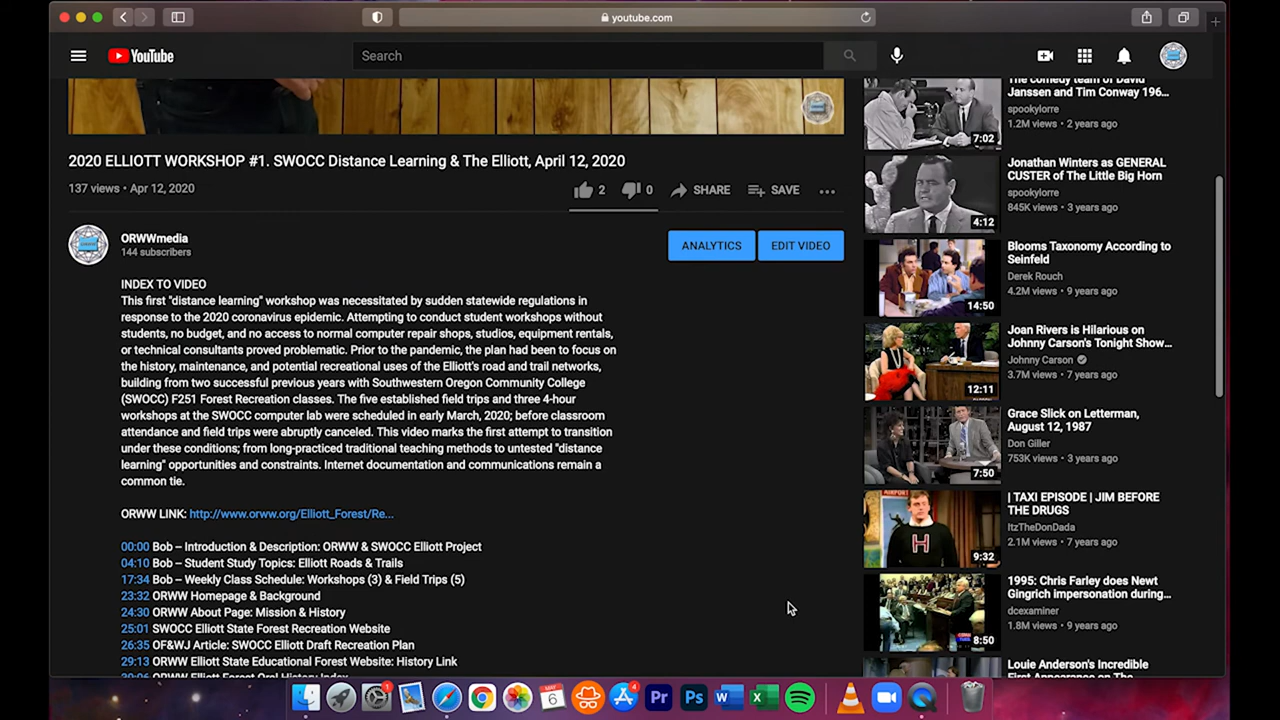 youtube.com
YouTube
Search
2020 ELLIOTT WORKSHOP #1. SWOCC Distance Learning & The Elliott, April 12, 2020
137 views • Apr 12, 2020
2
0
SHARE
SAVE
ORWWmedia
144 subscribers
ANALYTICS
EDIT VIDEO
INDEX TO VIDEO
This first "distance learning" workshop was necessitated by sudden statewide regulations in
response to the 2020 coronavirus epidemic. Attempting to conduct student workshops without
students, no budget, and no access to normal computer repair shops, studios, equipment rentals,
or technical consultants proved problematic. Prior to the pandemic, the plan had been to focus on
the history, maintenance, and potential recreational uses of the Elliott's road and trail networks,
building from two successful previous years with Southwestern Oregon Community College
(SWOCC) F251 Forest Recreation classes. The five established field trips and three 4-hour
workshops at the SWOCC computer lab were scheduled in early March, 2020; before classroom
attendance and field trips were abruptly canceled. This video marks the first attempt to transition
under these conditions; from long-practiced traditional teaching methods to untested "distance
learning" opportunities and constraints. Internet documentation and communications remain a
common tie.
ORWW LINK: http://www.orww.org/Elliott_Forest/Re...
00:00 Bob – Introduction & Description: ORWW & SWOCC Elliott Project
04:10 Bob – Student Study Topics: Elliott Roads & Trails
17:34 Bob – Weekly Class Schedule: Workshops (3) & Field Trips (5)
23:32 ORWW Homepage & Background
24:30 ORWW About Page: Mission & History
25:01 SWOCC Elliott State Forest Recreation Website
26:35 OF&WJ Article: SWOCC Elliott Draft Recreation Plan
29:13 ORWW Elliott State Educational Forest Website: History Link
30:06 ORWW Elliott Forest Oral History Index
The comedy team of David
Janssen and Tim Conway 196...
spookylorre
1.2M views • 2 years ago
7:02
Jonathan Winters as GENERAL
CUSTER of The Little Big Horn
spookylorre
845K views • 3 years ago
4:12
Blooms Taxonomy According to
Seinfeld
Derek Rouch
4.2M views • 9 years ago
14:50
Joan Rivers is Hilarious on
Johnny Carson's Tonight Show...
Johnny Carson
3.7M views • 7 years ago
12:11
Grace Slick on Letterman,
August 12, 1987
Don Giller
753K views • 3 years ago
7:50
| TAXI EPISODE | JIM BEFORE
THE DRUGS
ItzTheDonDada
2.1M views • 7 years ago
H
9:32
1995: Chris Farley does Newt
Gingrich impersonation during...
dcexaminer
1.8M views • 9 years ago
8:50
Louie Anderson's Incredible
First Appearance on The
MAY
6
1
4
Pr
Ps
W
X